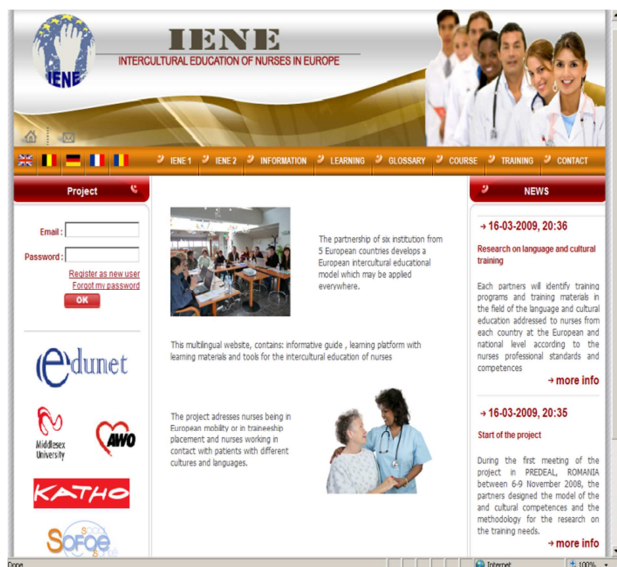 IENE
INTERCULTURAL EDUCATION OF NURSES IN EUROPE
IENE
IENE 1
IENE 2
INFORMATION
LEARNING
GLOSSARY
COURSE
TRAINING
CONTACT
Project
Email :
Password :
Register as new user
Forgot my password
OK
edunet
Middlesex
University
AWO
KATHO
Sofoe
The partnership of six institution from
5 European countries develops a
European intercultural educational
model which may be applied
everywhere.
This multilingual website, contains: informative guide , learning platform with
learning materials and tools for the intercultural education of nurses
The project adresses nurses being in
European mobility or in traineeship
placement and nurses working in
contact with patients with different
cultures and languages.
NEWS
16-03-2009, 20:36
Research on language and cultural
training
Each partners will identify training
programs and training materials in
the field of the language and cultural
education addressed to nurses from
each country at the European and
national level according to the
nurses professional standards and
competences
more info
16-03-2009, 20:35
Start of the project
During the first meeting of the
project in PREDEAL, ROMANIA
between 6-9 November 2008, the
partners designed the model of the
and cultural competences and the
methodology for the research on
the training needs.
more info
Done
Internet
100%